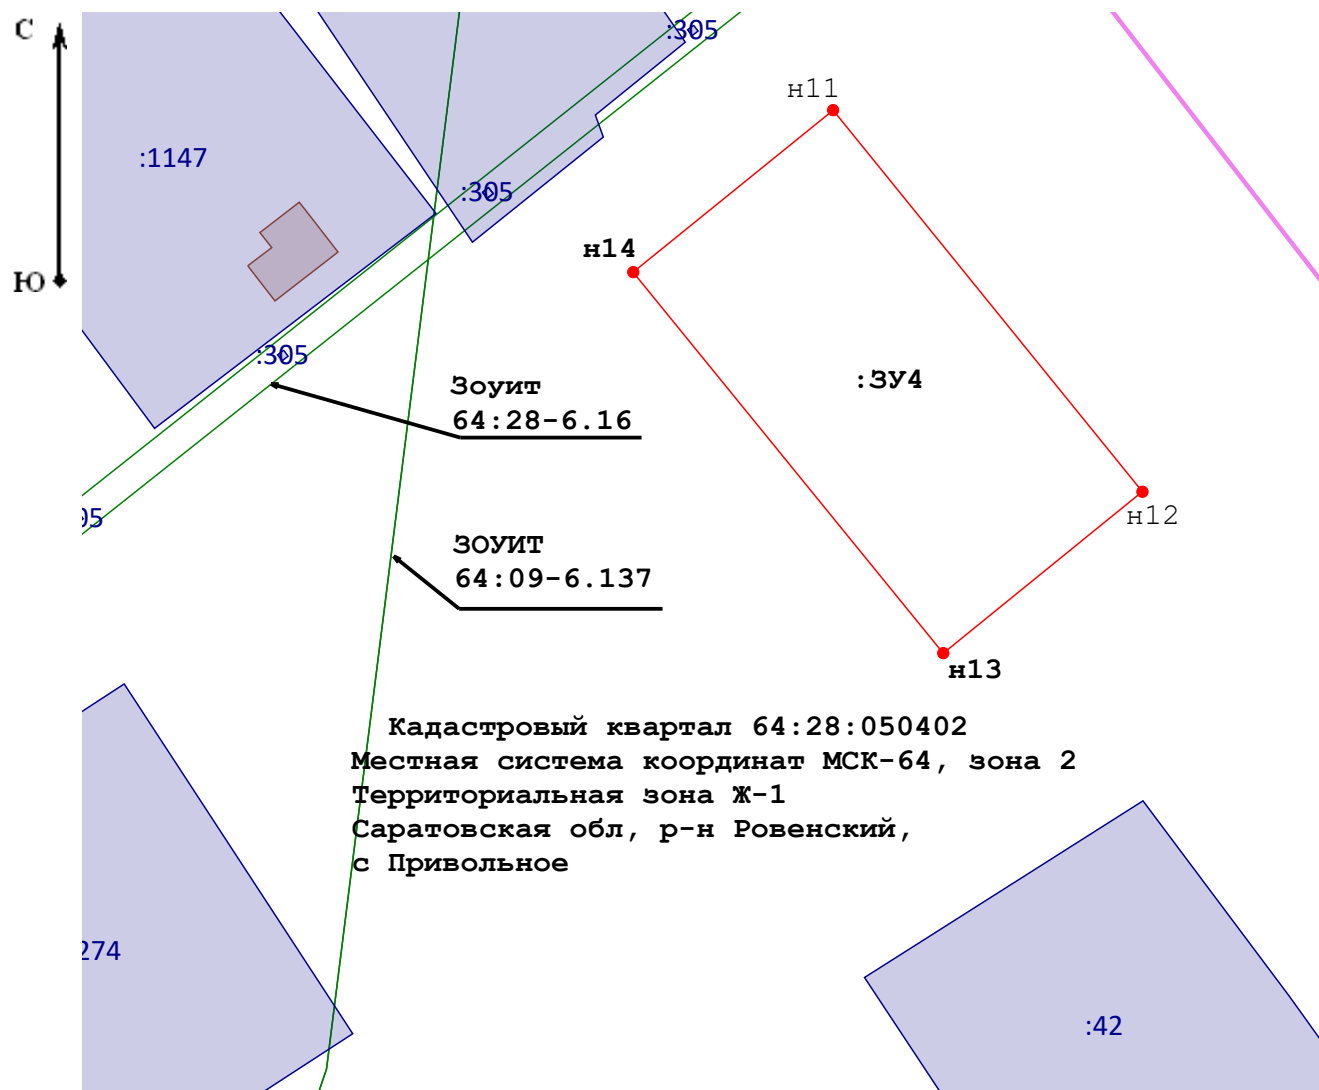 С
:305
н11
:1147
:305
н14
Ю
:305
Зоуит
64:28-6.16
:ЗУ4
05
н12
ЗОУИТ
64:09-6.137
н13
Кадастровый квартал 64:28:050402
Местная система координат МСК-64, зона 2
Территориальная зона Ж-1
Саратовская обл, р-н Ровенский,
с Привольное
274
:42